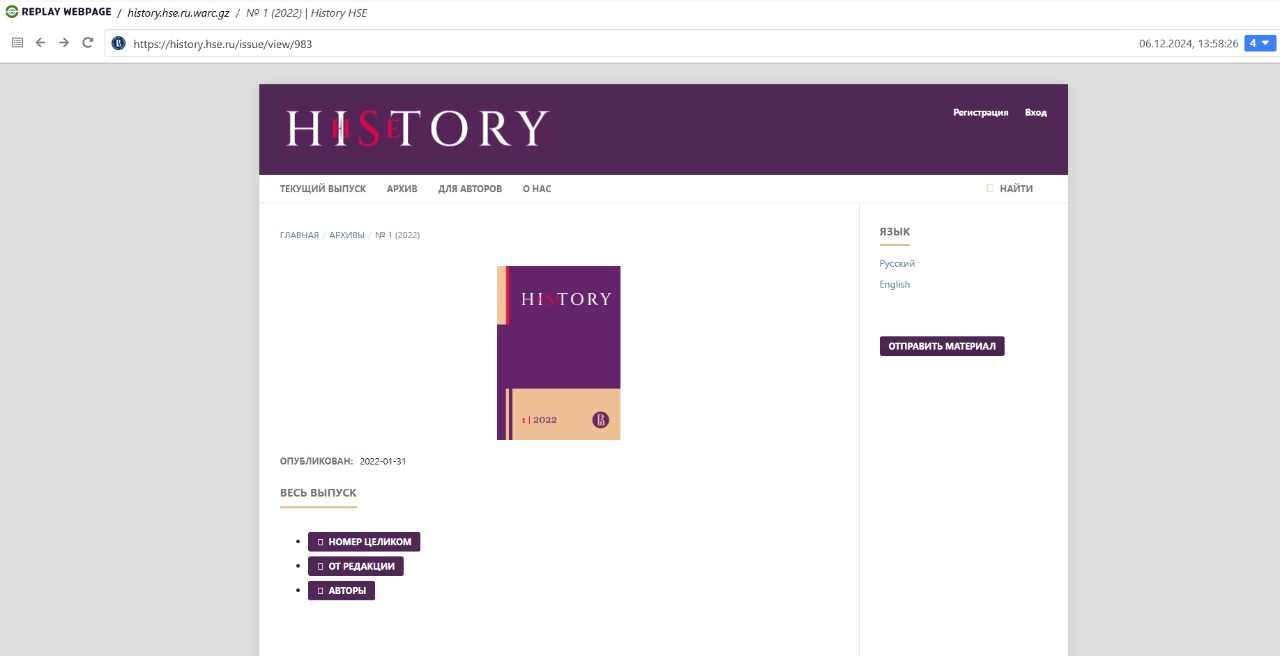 REPLAY WEBPAGE / history.hse.ru.warc.gz / № 1 (2022) | History HSE
https://history.hse.ru/issue/view/983 06.12.2024, 13:58:26 4
HISTORY HSE
Регистрация Вход
ТЕКУЩИЙ ВЫПУСК АРХИВ ДЛЯ АВТОРОВ О НАС НАЙТИ
ГЛАВНАЯ / АРХИВЫ / № 1 (2022)
HISTORY
1 | 2022
ОПУБЛИКОВАН: 2022-01-31
ВЕСЬ ВЫПУСК
• НОМЕР ЦЕЛИКОМ
• ОТ РЕДАКЦИИ
• АВТОРЫ
ЯЗЫК
Русский
English
ОТПРАВИТЬ МАТЕРИАЛ